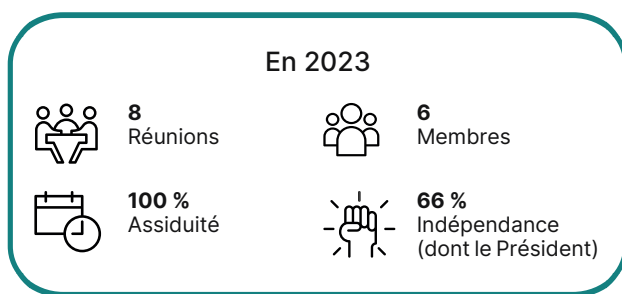 En 2023
8
Réunions
6
Membres
100 %
Assiduité
66 %
Indépendance
(dont le Président)